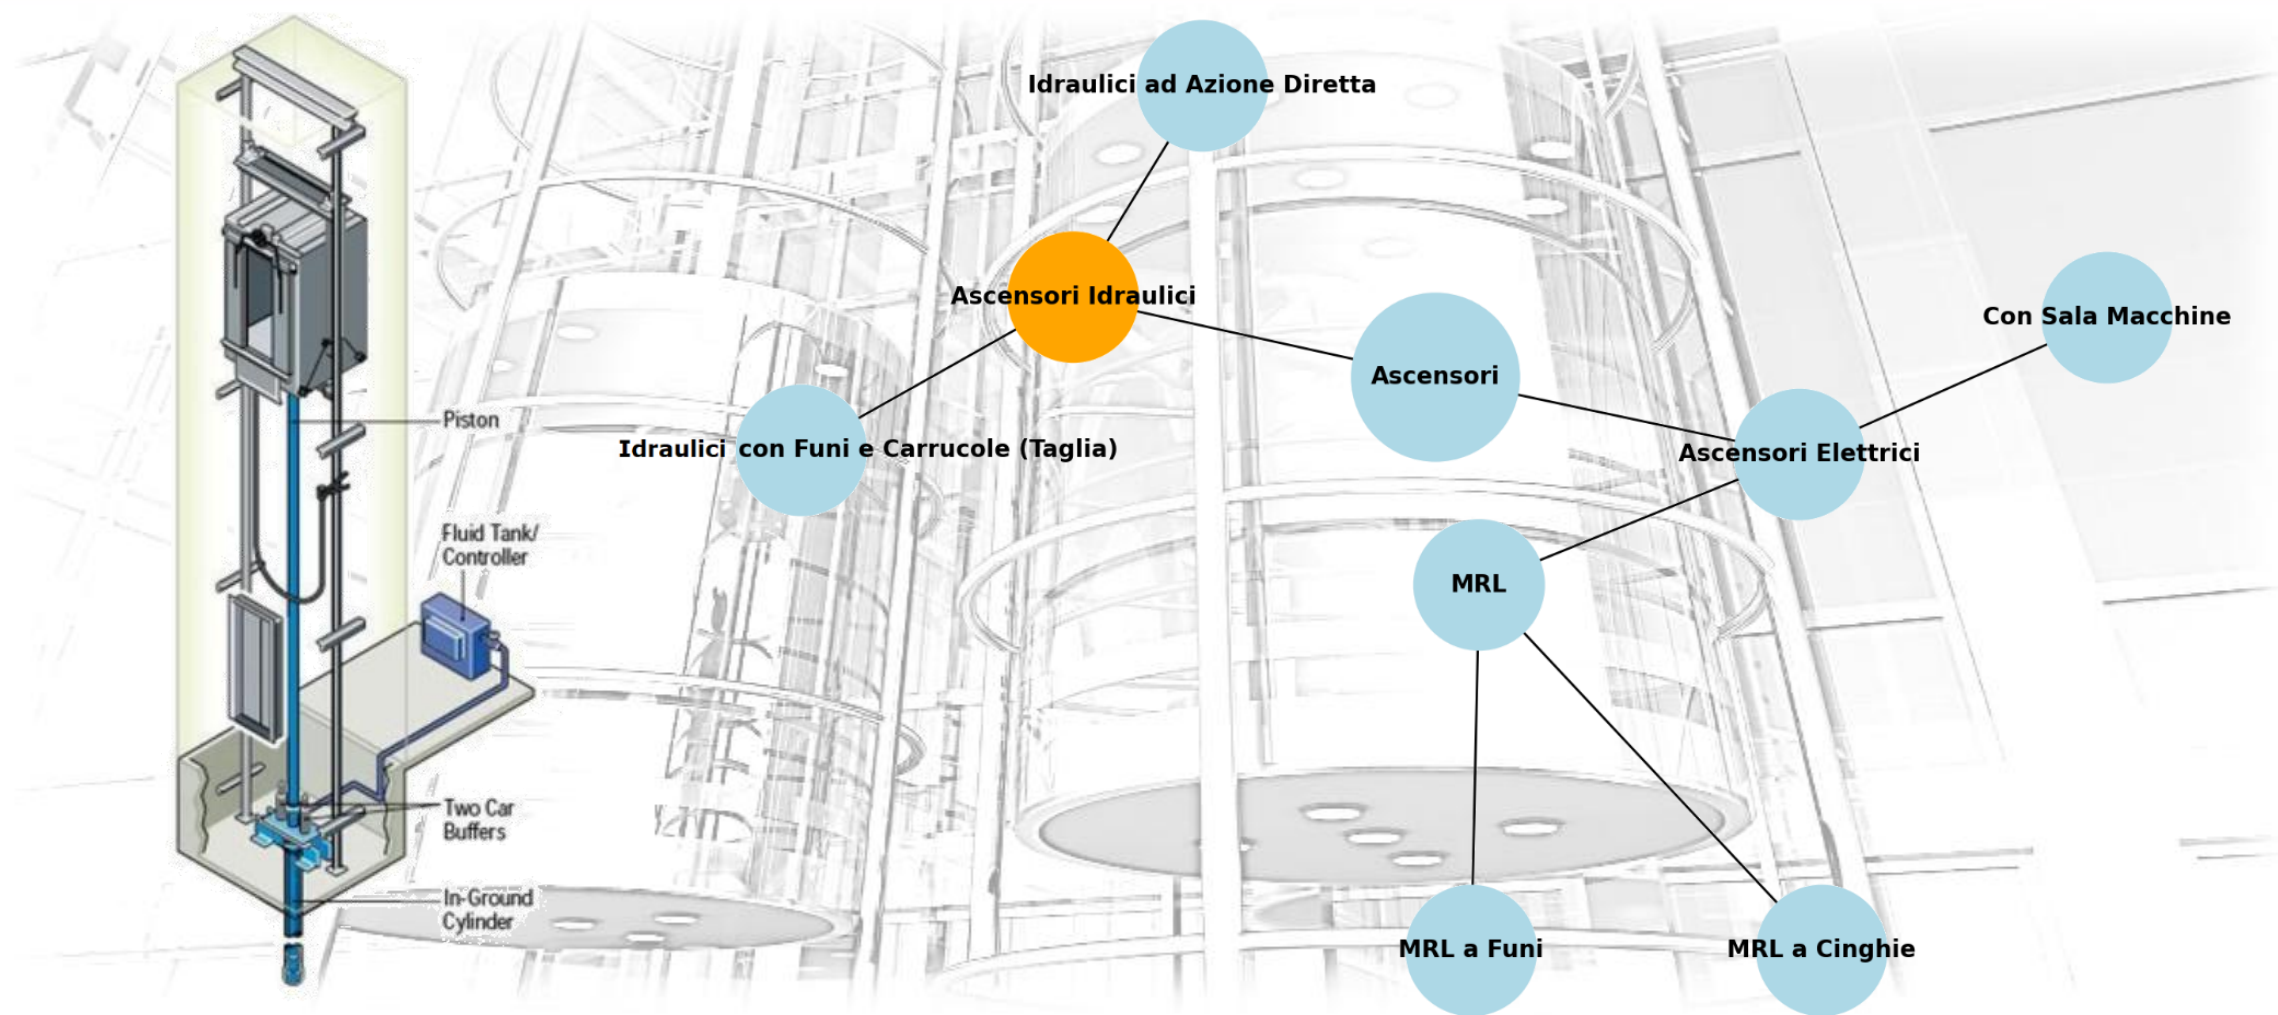 Piston
Fluid Tank/
Controller
Two Car
Buffers
In-Ground
Cylinder
Idraulici ad Azione Diretta
Ascensori Idraulici
Con Sala Macchine
Ascensori
Idraulici con Funi e Carrucole (Taglia)
Ascensori Elettrici
MRL
MRL a Funi
MRL a Cinghie